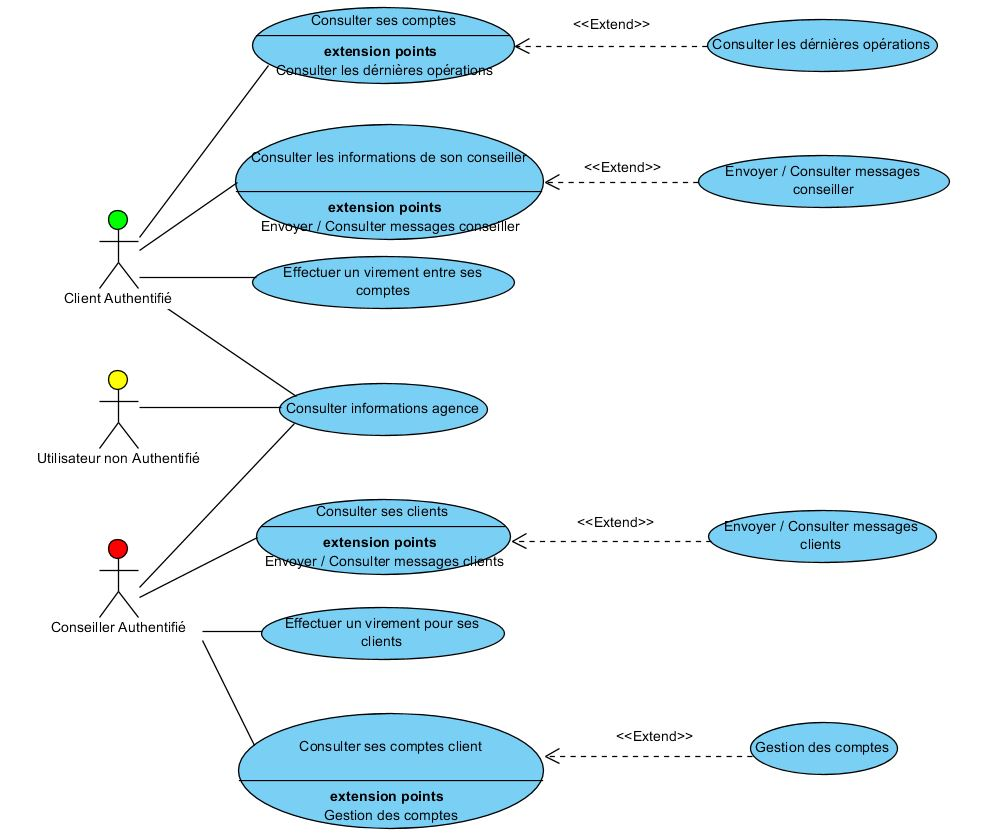 Consulter ses comptes
extension points
Consulter les dérnières opérations
<<Extend>>
Consulter les dérnières opérations
Consulter les informations de son conseiller
extension points
Envoyer / Consulter messages conseiller
<<Extend>>
Envoyer / Consulter messages
conseiller
Client Authentifié
Effectuer un virement entre ses
comptes
Utilisateur non Authentifié
Consulter informations agence
Consulter ses clients
extension points
Envoyer / Consulter messages clients
<<Extend>>
Envoyer / Consulter messages
clients
Conseiller Authentifié
Effectuer un virement pour ses
clients
Consulter ses comptes client
extension points
Gestion des comptes
<<Extend>>
Gestion des comptes